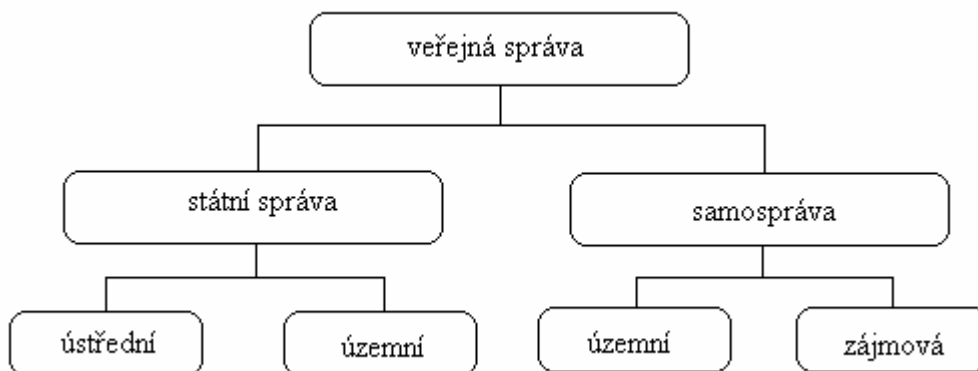 veřejná správa
státní správa
samospráva
ústřední
územní
územní
zájmová